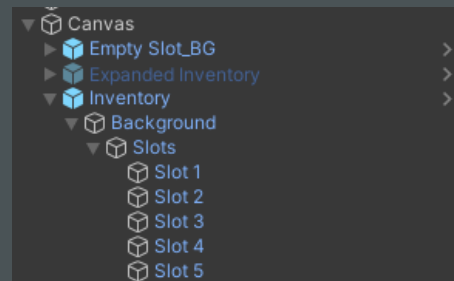 Canvas
Empty Slot_BG
Expanded Inventory
Inventory
Background
Slots
Slot 1
Slot 2
Slot 3
Slot 4
Slot 5